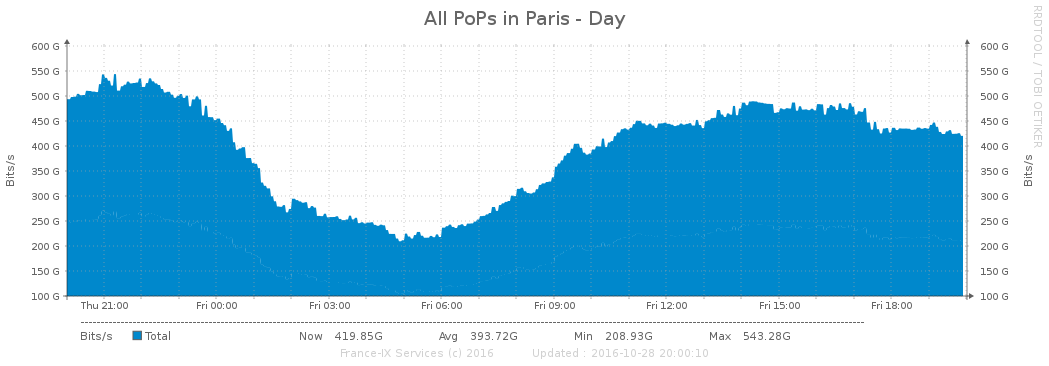 All PoPs in Paris - Day
RRDTOOL / TOBI OETIKER
600 G 600 G
550 G 550 G
500 G 500 G
450 G 450 G
400 G 400 G
350 G 350 G
300 G 300 G
250 G 250 G
200 G 200 G
150 G 150 G
100 G 100 G
Bits/s
Bits/s
Thu 21:00 Fri 00:00 Fri 03:00 Fri 06:00 Fri 09:00 Fri 12:00 Fri 15:00 Fri 18:00
Bits/s Total Now 419.85G Avg 393.72G Min 208.93G Max 543.28G
France-IX Services (c) 2016 Updated : 2016-10-28 20:00:10